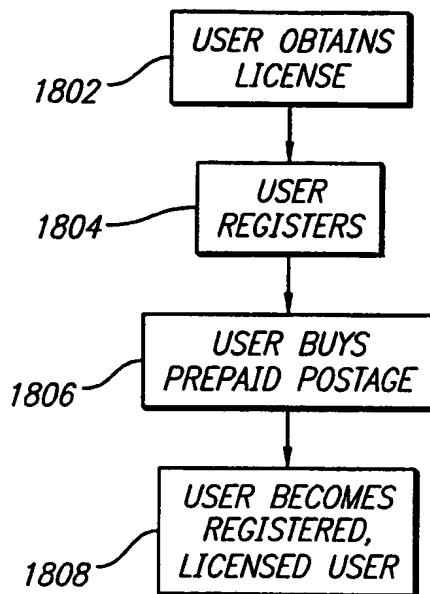 USER OBTAINS
LICENSE
1802
USER
REGISTERS
1804
USER BUYS
PREPAID POSTAGE
1806
USER BECOMES
REGISTERED,
LICENSED USER
1808